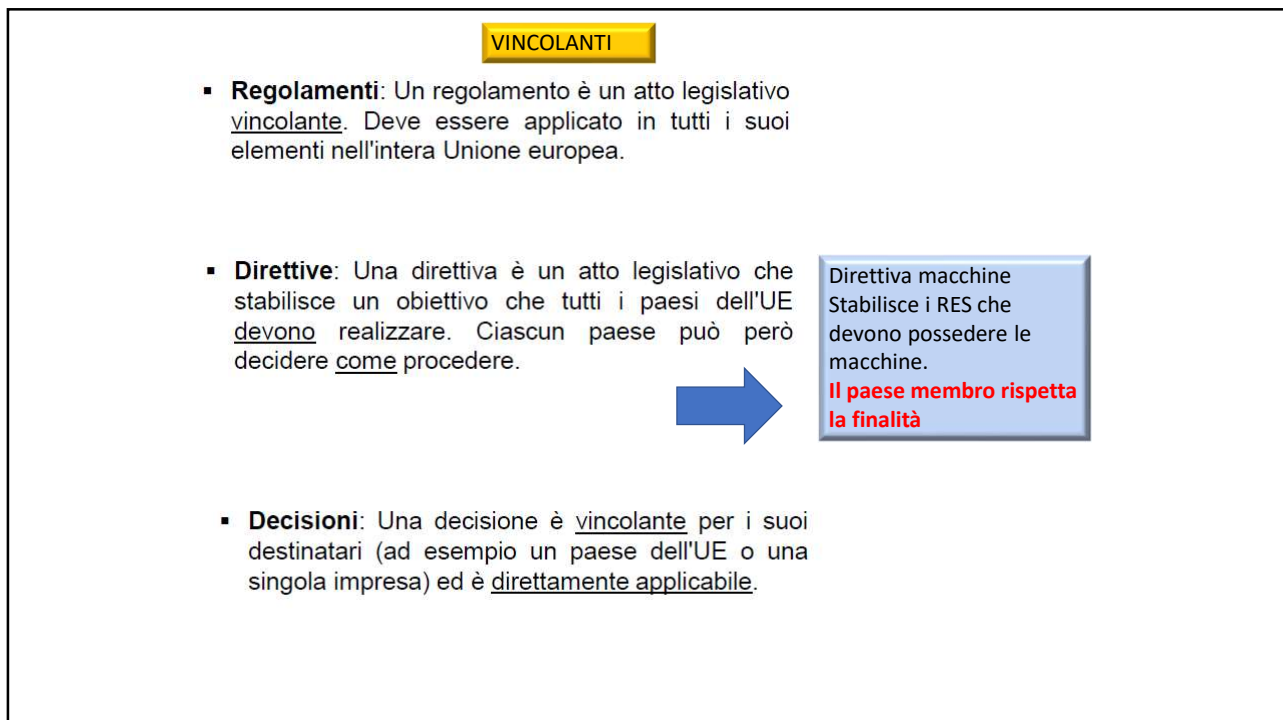 VINCOLANTI
▪ Regolamenti: Un regolamento è un atto legislativo
vincolante. Deve essere applicato in tutti i suoi
elementi nell'intera Unione europea.
▪ Direttive: Una direttiva è un atto legislativo che
stabilisce un obiettivo che tutti i paesi dell'UE
devono realizzare. Ciascun paese può però
decidere come procedere.
Direttiva macchine
Stabilisce i RES che
devono possedere le
macchine.
Il paese membro rispetta
la finalità
▪ Decisioni: Una decisione è vincolante per i suoi
destinatari (ad esempio un paese dell'UE o una
singola impresa) ed è direttamente applicabile.